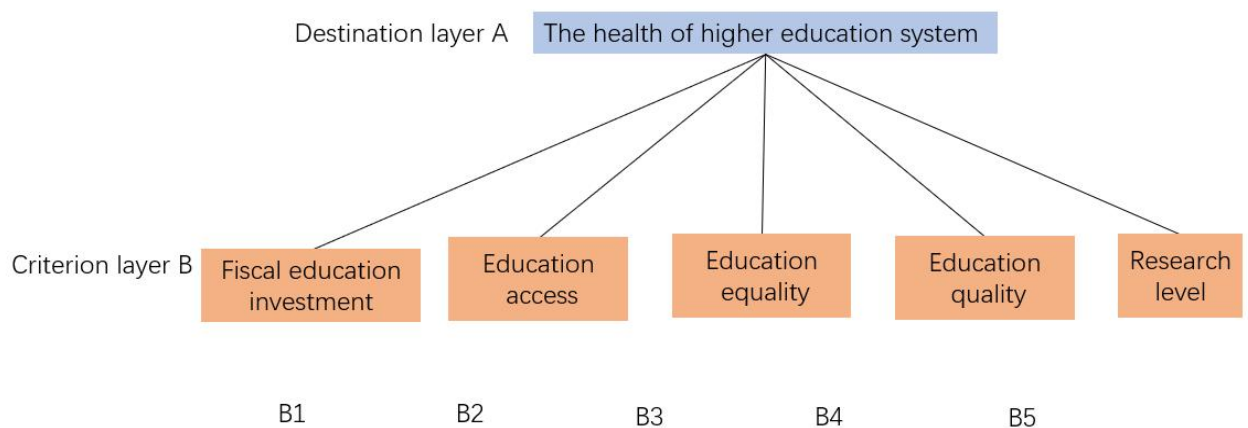 Destination layer A
The health of higher education system
Criterion layer B
Fiscal education
investment
Education
access
Education
equality
Education
quality
Research
level
B1
B2
B3
B4
B5